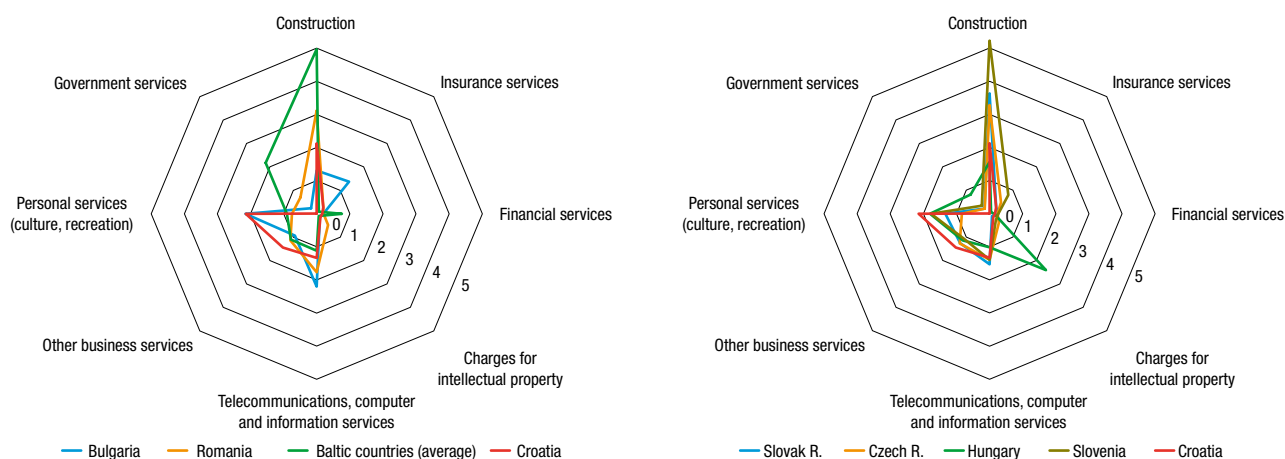 Construction
Government services
Insurance services
Personal services
(culture, recreation)
Financial services
0
1
2
3
4
5
Other business services
Charges for
intellectual property
Telecommunications, computer
and information services
Bulgaria Romania Baltic countries (average) Croatia
Construction
Government services
Insurance services
Personal services
(culture, recreation)
Financial services
0
1
2
3
4
5
Other business services
Charges for
intellectual property
Telecommunications, computer
and information services
Slovak R. Czech R. Hungary Slovenia Croatia